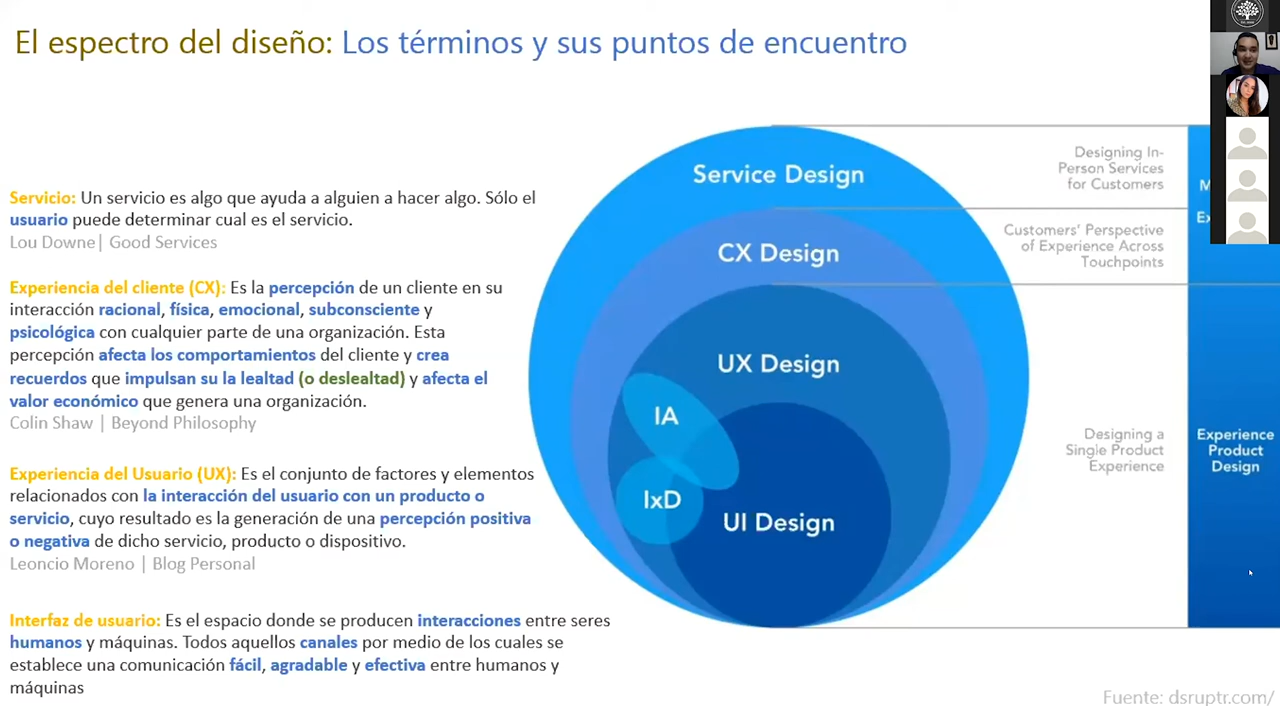 El espectro del diseño: Los términos y sus puntos de encuentro
Servicio: Un servicio es algo que ayuda a alguien a hacer algo. Sólo el
usuario puede determinar cual es el servicio.
Lou Downe| Good Services
Experiencia del cliente (CX): Es la percepción de un cliente en su
interacción racional, física, emocional, subconsciente y
psicológica con cualquier parte de una organización. Esta
percepción afecta los comportamientos del cliente y crea
recuerdos que impulsan su la lealtad (o deslealtad) y afecta el
valor económico que genera una organización.
Colin Shaw | Beyond Philosophy
Experiencia del Usuario (UX): Es el conjunto de factores y elementos
relacionados con la interacción del usuario con un producto o
servicio, cuyo resultado es la generación de una percepción positiva
o negativa de dicho servicio, producto o dispositivo.
Leoncio Moreno | Blog Personal
Interfaz de usuario: Es el espacio donde se producen interacciones entre seres
humanos y máquinas. Todos aquellos canales por medio de los cuales se
establece una comunicación fácil, agradable y efectiva entre humanos y
máquinas
Service Design
CX Design
UX Design
IA
IxD
UI Design
Designing In-
Person Services
for Customers
Customers' Perspective
of Experience Across
Touchpoints
Designing a
Single Product
Experience
M
Ex
Experience
Product
Design
Fuente: dsruptr.com/